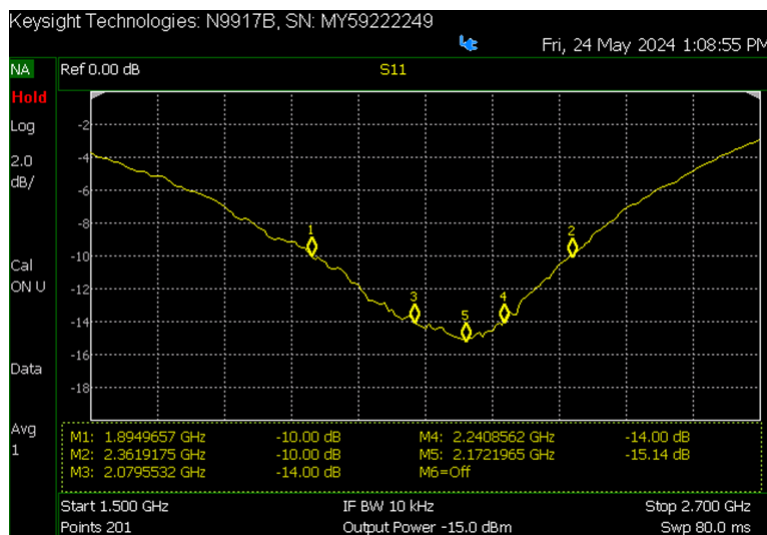 Keysight Technologies: N9917B, SN: MY59222249
Fri, 24 May 2024 1:08:55 PM
NA Ref 0.00 dB S11
Hold
Log
2.0
dB/
Cal
ON U
Data
Avg
1
-2
-4
-6
-8
-10
-12
-14
-16
-18
1
2
3
4
5
M1: 1.8949657 GHz -10.00 dB M4: 2.2408562 GHz -14.00 dB
M2: 2.3619175 GHz -10.00 dB M5: 2.1721965 GHz -15.14 dB
M3: 2.0795532 GHz -14.00 dB M6=Off
Start 1.500 GHz IF BW 10 kHz Stop 2.700 GHz
Points 201 Output Power -15.0 dBm Swp 80.0 ms